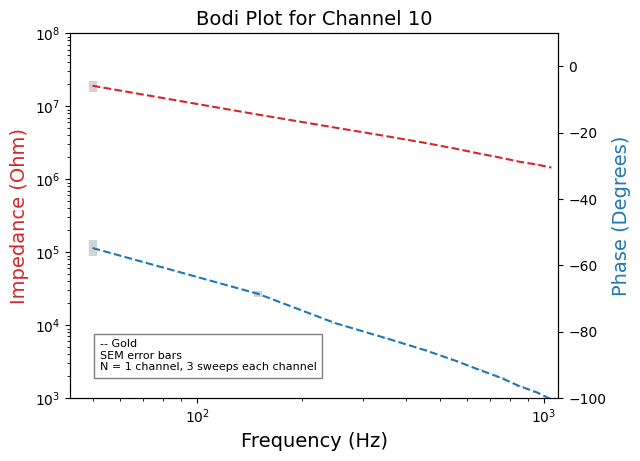 Bodi Plot for Channel 10
10^8
10^7
10^6
10^5
10^4
10^3
Impedance (Ohm)
0
−20
−40
−60
−80
−100
Phase (Degrees)
-- Gold
SEM error bars
N = 1 channel, 3 sweeps each channel
10^2
10^3
Frequency (Hz)